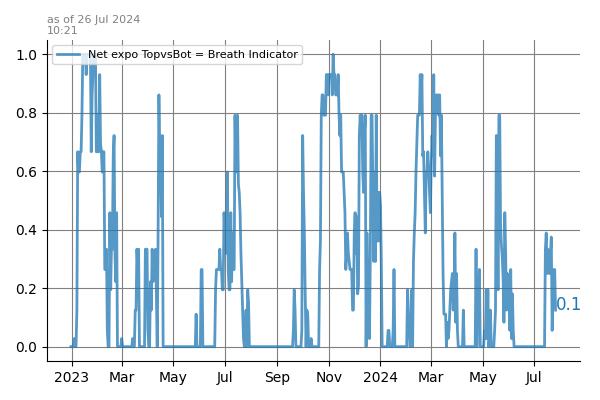 as of 26 Jul 2024
10:21
Net expo TopvsBot = Breath Indicator
1.0
0.8
0.6
0.4
0.2
0.0
0.1
2023 Mar May Jul Sep Nov 2024 Mar May Jul